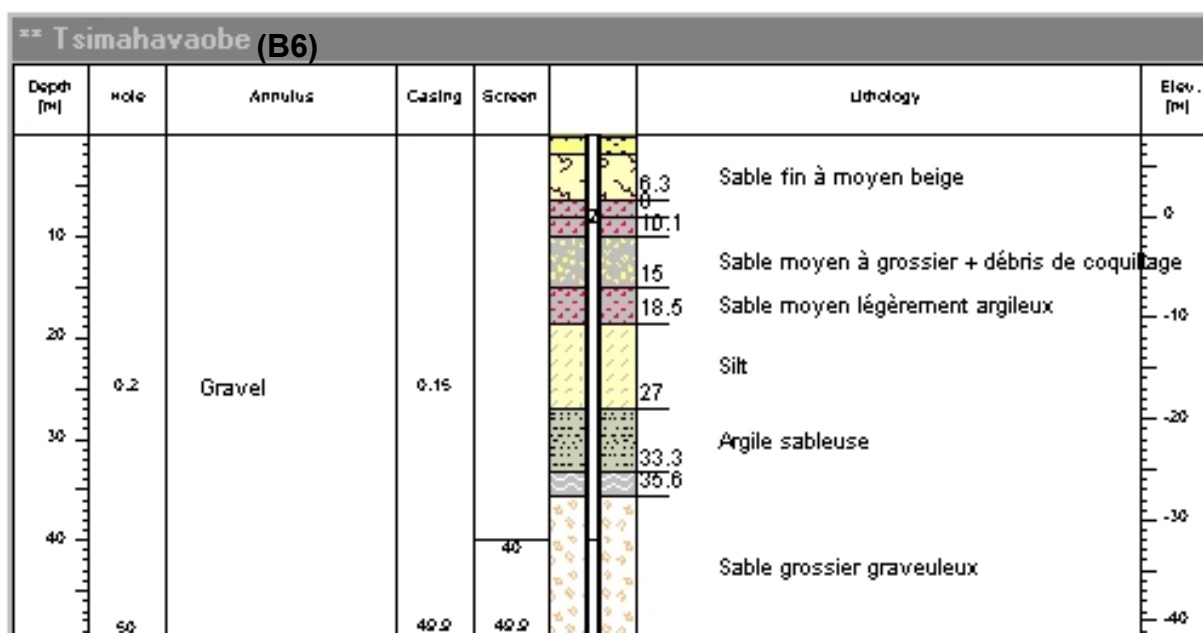 ** Tsimahavaobe (B6)
Depth [m] Hole Annulus Casing Screen Lithology Elev. [m]
6.3 Sable fin à moyen beige
0
10 10.1
Sable moyen à grossier + débris de coquillage
15
18.5 Sable moyen légèrement argileux -10
20
Silt
0.2 Gravel 0.15 27
-20
30 Argile sableuse
33.3
35.6
-30
40 40
Sable grossier graveuleux
-40
50 49.9 49.9